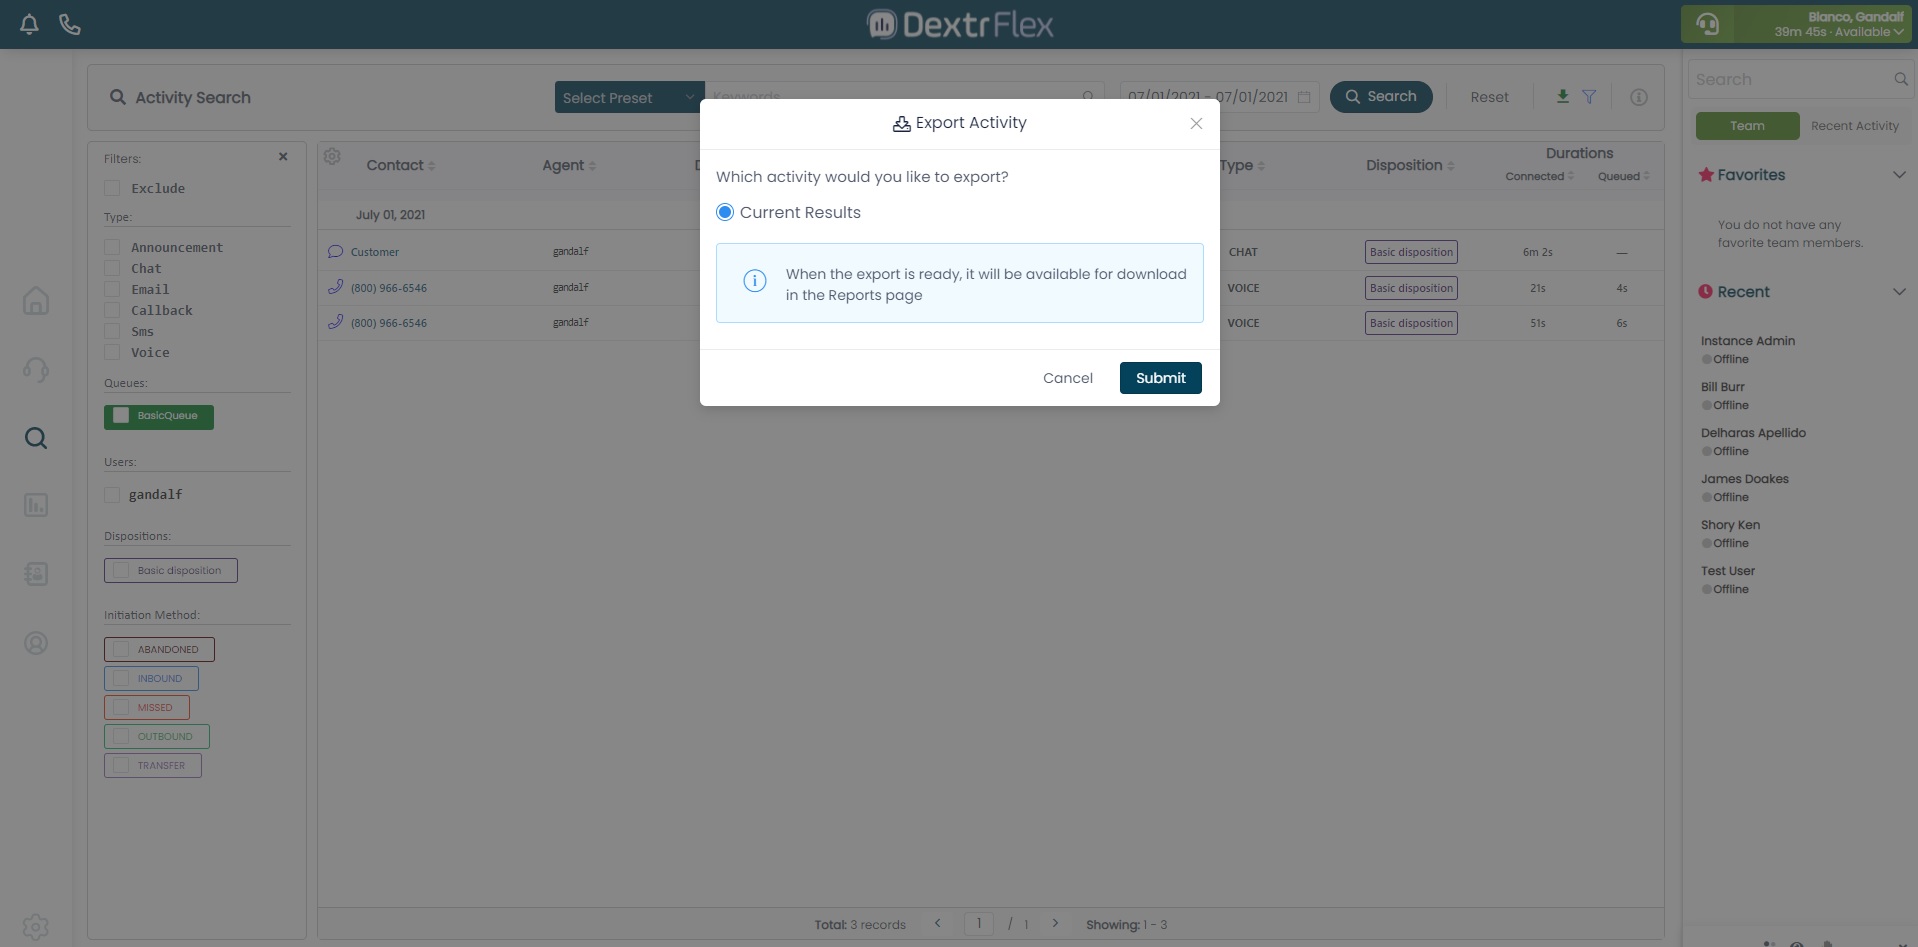 DextrFlex
Blanco, Gandalf
39m 45s · Available
Activity Search
Select Preset
Keywords
07/01/2021 - 07/01/2021
Search
Reset
Search
Export Activity
Which activity would you like to export?
Current Results
When the export is ready, it will be available for download
in the Reports page
Cancel
Submit
Filters:
Exclude
Type:
Announcement
Chat
Email
Callback
Sms
Voice
Queues:
BasicQueue
Users:
gandalf
Dispositions:
Basic disposition
Initiation Method:
ABANDONED
INBOUND
MISSED
OUTBOUND
TRANSFER
Contact
Agent
Type
Disposition
Durations
Connected
Queued
July 01, 2021
Customer gandalf CHAT Basic disposition 6m 2s —
(800) 966-6546 gandalf VOICE Basic disposition 21s 4s
(800) 966-6546 gandalf VOICE Basic disposition 51s 6s
Total: 3 records
1 / 1
Showing: 1 - 3
Team
Recent Activity
Favorites
You do not have any
favorite team members.
Recent
Instance Admin
Offline
Bill Burr
Offline
Delharas Apellido
Offline
James Doakes
Offline
Shory Ken
Offline
Test User
Offline